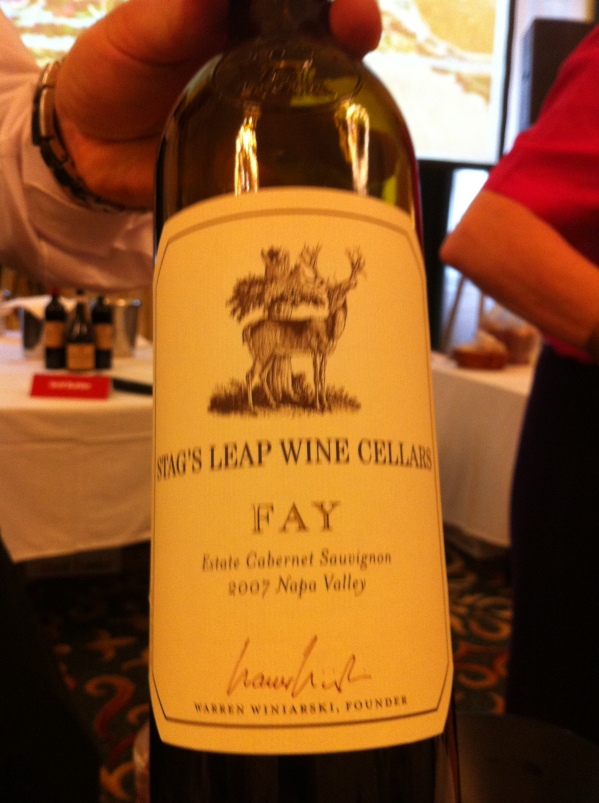 STAG'S LEAP WINE CELLARS
FAY
Estate Cabernet Sauvignon
2007 Napa Valley
WARREN WINIARSKI, FOUNDER